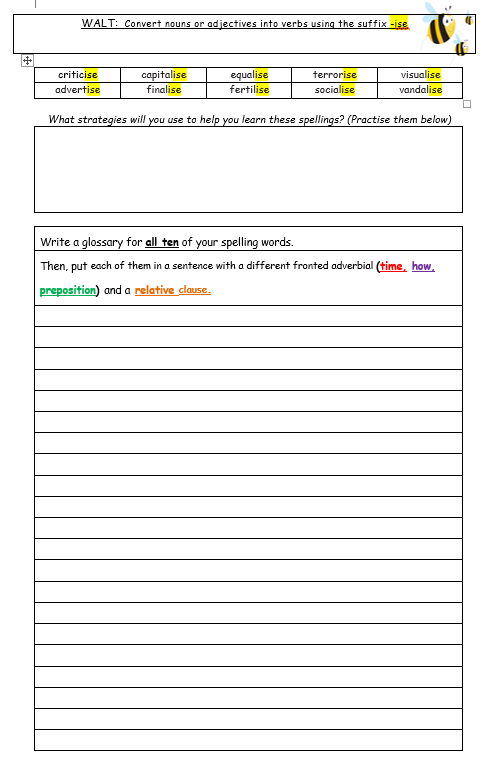 WALT: Convert nouns or adjectives into verbs using the suffix -ise
criticise capitalise equalise terrorise visualise
advertise finalise fertilise socialise vandalise
What strategies will you use to help you learn these spellings? (Practise them below)
Write a glossary for all ten of your spelling words.
Then, put each of them in a sentence with a different fronted adverbial (time, how,
preposition) and a relative clause.